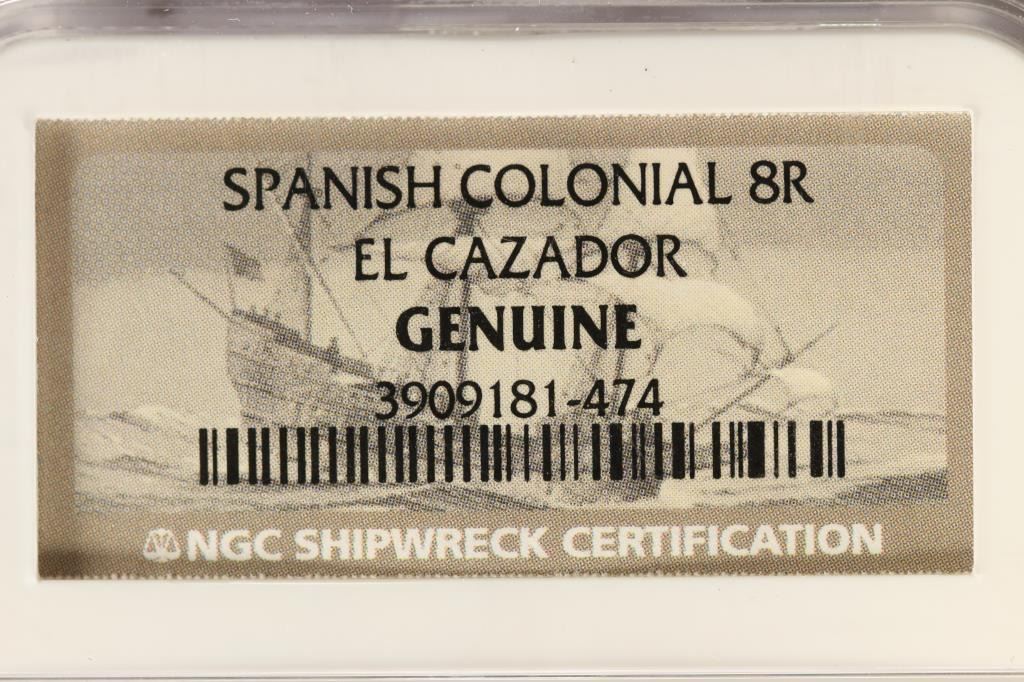 SPANISH COLONIAL 8R
EL CAZADOR
GENUINE
3909181-474
NGC SHIPWRECK CERTIFICATION